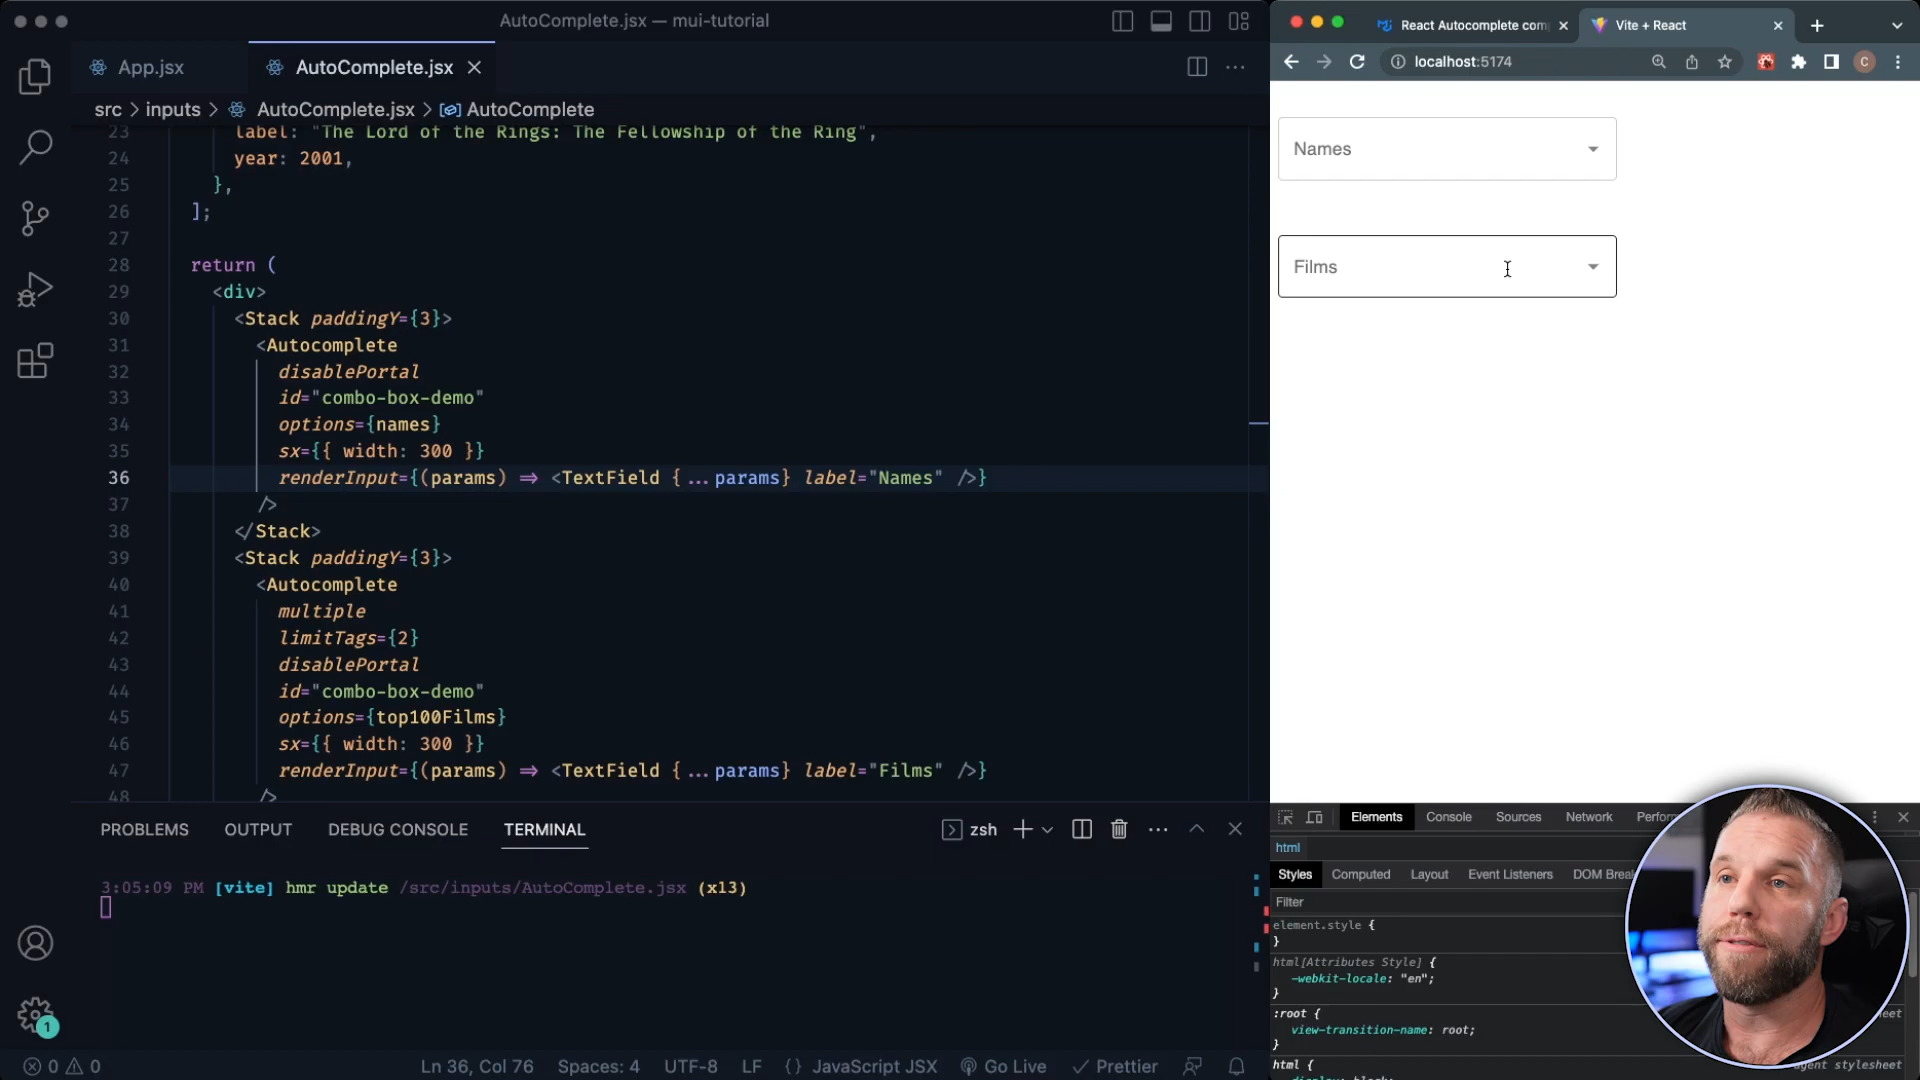 AutoComplete.jsx — mui-tutorial
App.jsx
AutoComplete.jsx
src > inputs > AutoComplete.jsx > AutoComplete
23 label: "The Lord of the Rings: The Fellowship of the Ring",
24 year: 2001,
25 },
26 ];
27
28 return (
29 <div>
30 <Stack paddingY={3}>
31 <Autocomplete
32 disablePortal
33 id="combo-box-demo"
34 options={names}
35 sx={{ width: 300 }}
36 renderInput={(params) => <TextField {...params} label="Names" />}
37 />
38 </Stack>
39 <Stack paddingY={3}>
40 <Autocomplete
41 multiple
42 limitTags={2}
43 disablePortal
44 id="combo-box-demo"
45 options={top100Films}
46 sx={{ width: 300 }}
47 renderInput={(params) => <TextField {...params} label="Films" />}
48 />
PROBLEMS OUTPUT DEBUG CONSOLE TERMINAL
zsh
3:05:09 PM [vite] hmr update /src/inputs/AutoComplete.jsx (x13)
1
0 0
Ln 36, Col 76 Spaces: 4 UTF-8 LF {} JavaScript JSX Go Live Prettier
React Autocomplete com
Vite + React
localhost:5174
C
Names
Films
Elements Console Sources Network Perform
html
Styles Computed Layout Event Listeners DOM Break
Filter
element.style {
}
html[Attributes Style] {
-webkit-locale: "en";
}
:root {
eet
view-transition-name: root;
}
html {
agent stylesheet